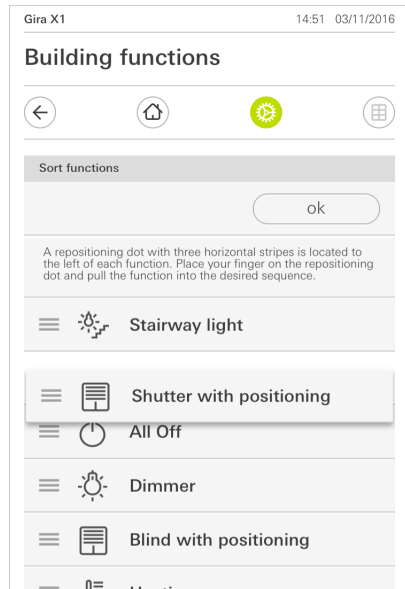 Gira X1 14:51 03/11/2016
Building functions
Sort functions
ok
A repositioning dot with three horizontal stripes is located to
the left of each function. Place your finger on the repositioning
dot and pull the function into the desired sequence.
Stairway light
Shutter with positioning
All Off
Dimmer
Blind with positioning